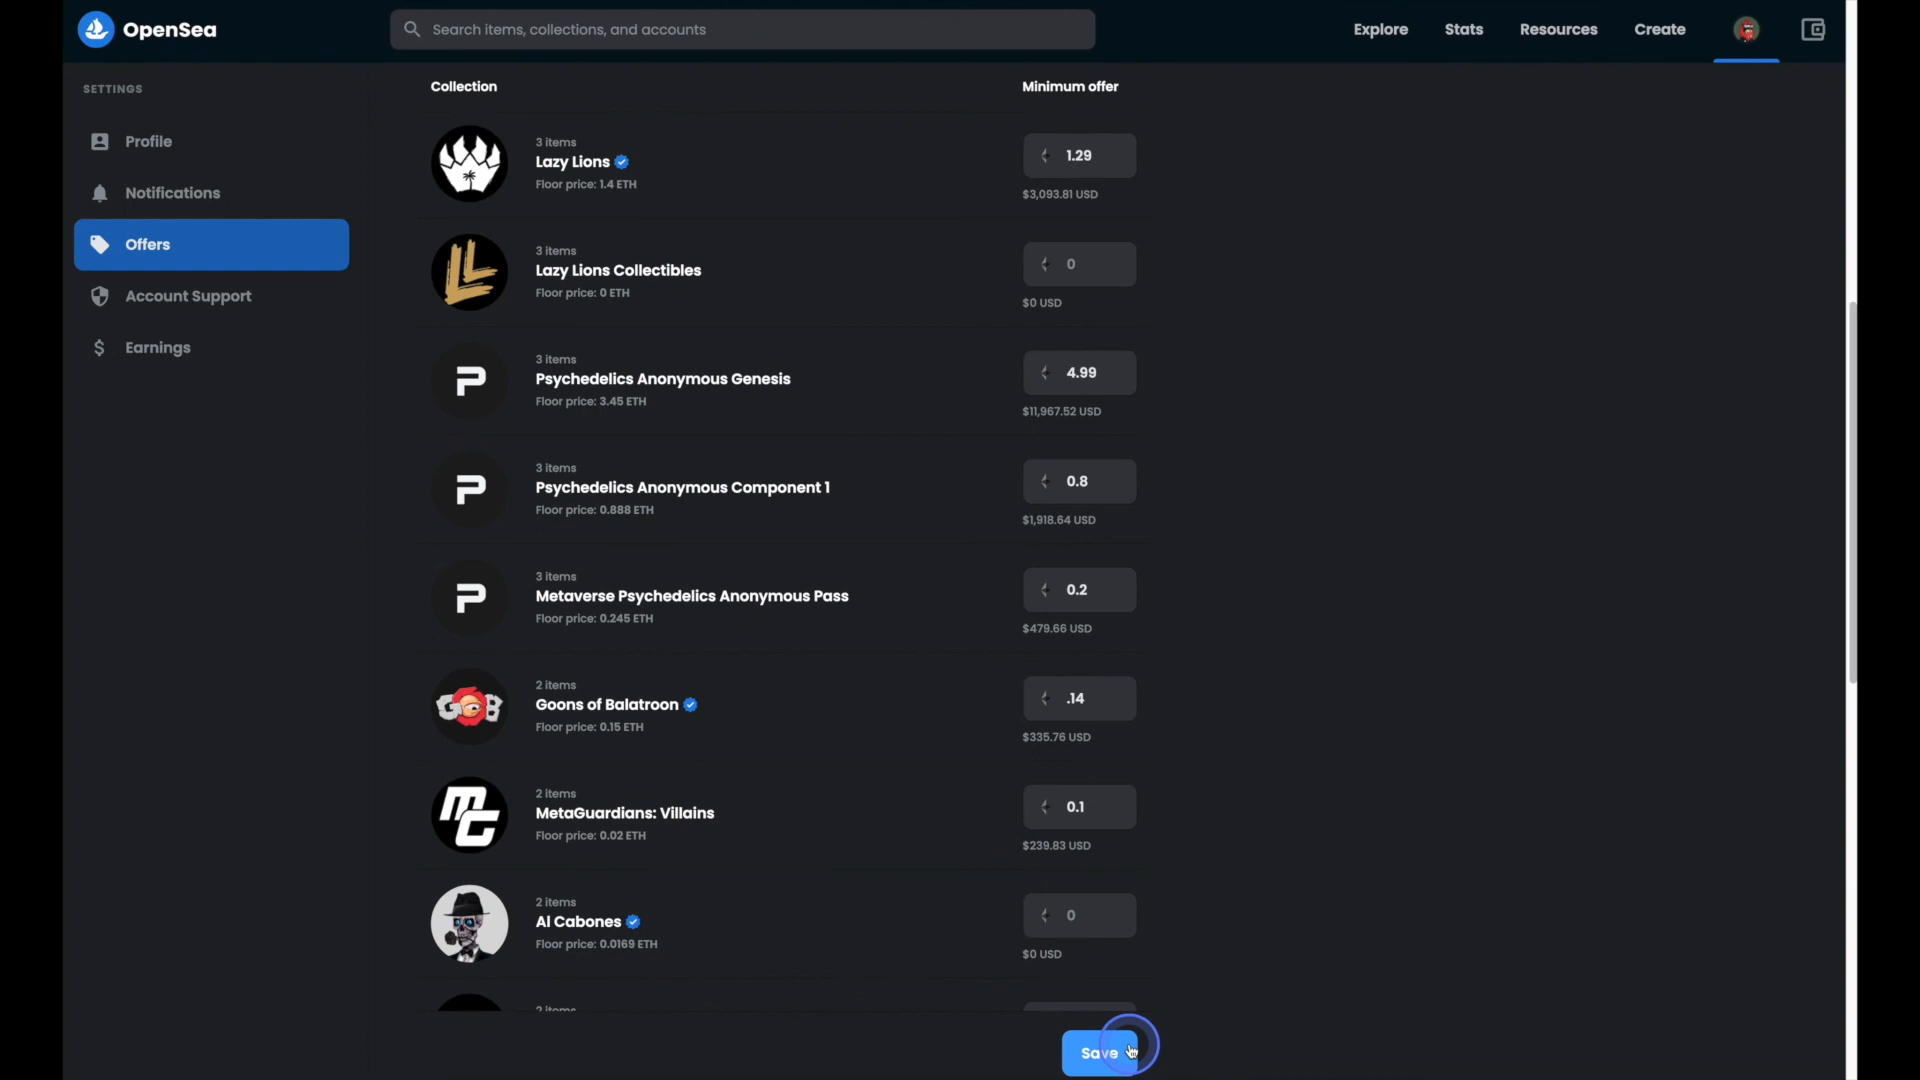 OpenSea
Search items, collections, and accounts
Explore
Stats
Resources
Create
SETTINGS
Profile
Notifications
Offers
Account Support
Earnings
Collection
Minimum offer
3 items
Lazy Lions
Floor price: 1.4 ETH
1.29
$3,093.81 USD
LL
3 items
Lazy Lions Collectibles
Floor price: 0 ETH
0
$0 USD
P
3 items
Psychedelics Anonymous Genesis
Floor price: 3.45 ETH
4.99
$11,967.52 USD
P
3 items
Psychedelics Anonymous Component 1
Floor price: 0.888 ETH
0.8
$1,918.64 USD
P
3 items
Metaverse Psychedelics Anonymous Pass
Floor price: 0.245 ETH
0.2
$479.66 USD
GOB
2 items
Goons of Balatroon
Floor price: 0.15 ETH
.14
$335.76 USD
MG
2 items
MetaGuardians: Villains
Floor price: 0.02 ETH
0.1
$239.83 USD
2 items
Al Cabones
Floor price: 0.0169 ETH
0
$0 USD
2 items
Save